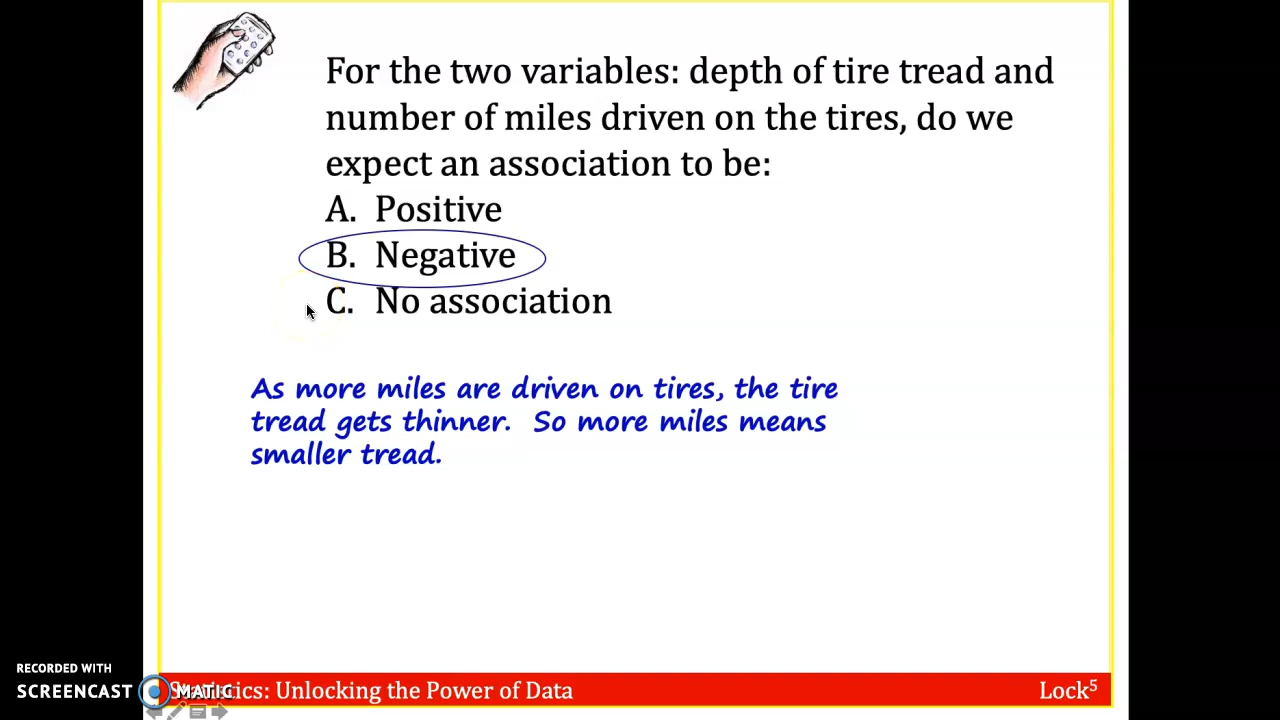 For the two variables: depth of tire tread and
number of miles driven on the tires, do we
expect an association to be:
A. Positive
B. Negative
C. No association
As more miles are driven on tires, the tire
tread gets thinner. So more miles means
smaller tread.
RECORDED WITH
SCREENCAST MATIC
Statistics: Unlocking the Power of Data
Lock5